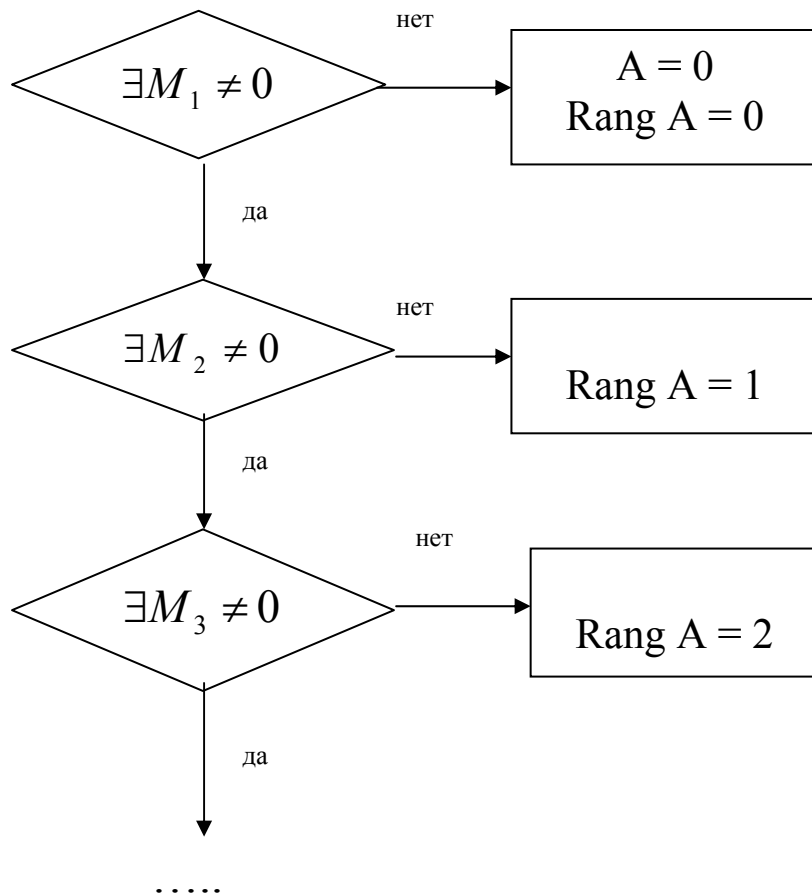 нет
∃M₁ ≠ 0
A = 0
Rang A = 0
да
нет
∃M₂ ≠ 0
Rang A = 1
да
нет
∃M₃ ≠ 0
Rang A = 2
да
.....